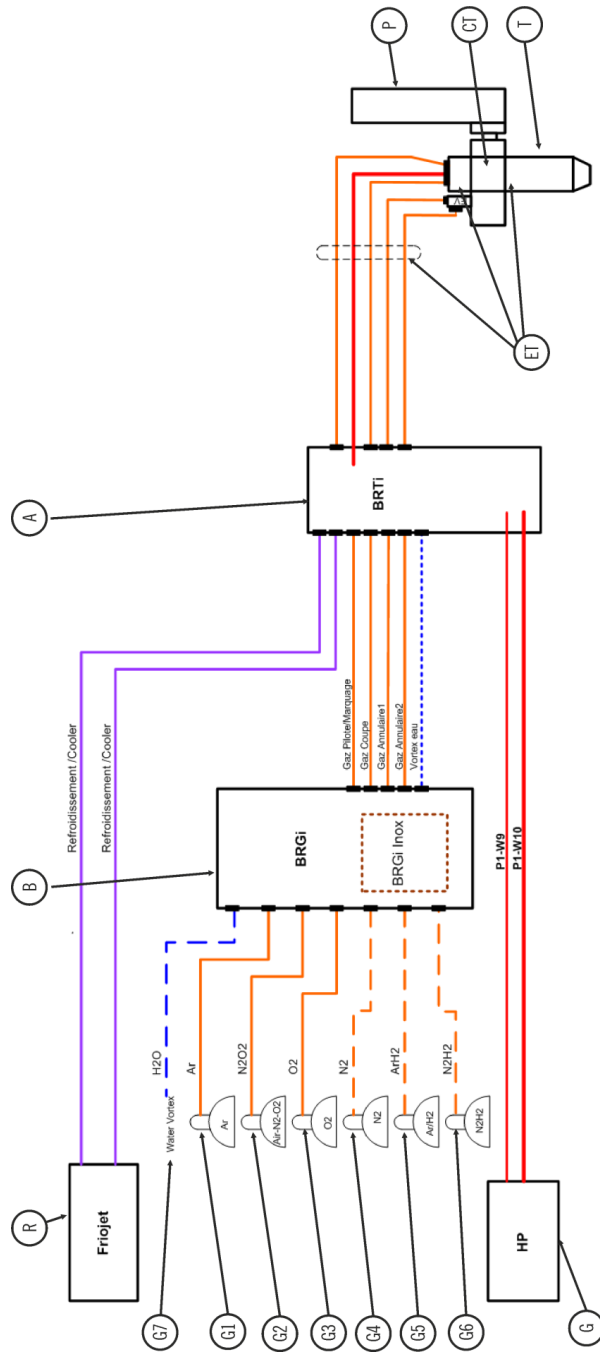 P
CT
T
ET
A
BRTi
Refroidissement /Cooler
Refroidissement /Cooler
Gaz Pilote/Marquage
Gaz Coupe
Gaz Annulaire1
Gaz Annulaire2
Vortex eau
B
BRGi
BRGi Inox
P1-W9
P1-W10
H2O
Ar
N2O2
O2
N2
ArH2
N2H2
Water Vortex
Ar
Air-N2-O2
O2
N2
Ar/H2
N2H2
R
Friojet
HP
G7
G1
G2
G3
G4
G5
G6
G